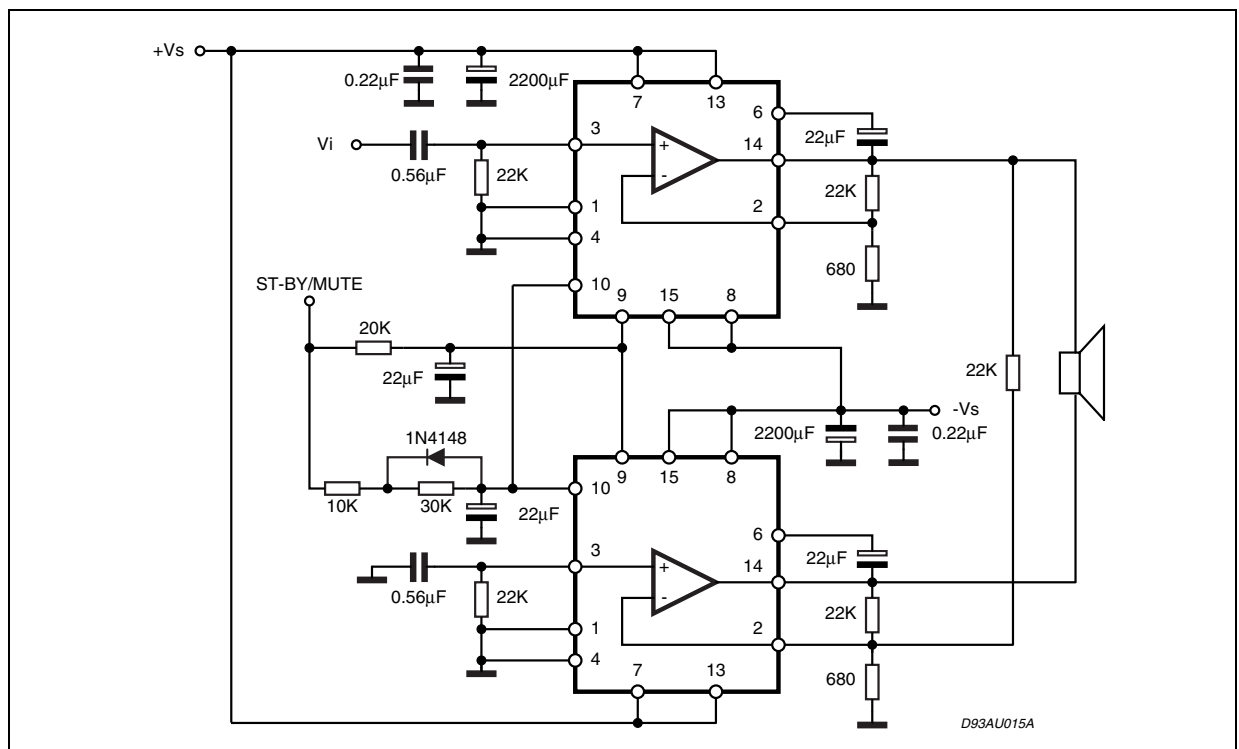 +Vs
0.22µF
2200µF
7
13
6
3
22µF
Vi
+
14
0.56µF
22K
-
22K
1
2
4
680
ST-BY/MUTE
10
9
15
8
20K
22µF
22K
-Vs
1N4148
2200µF
0.22µF
9
15
8
10
10K
30K
22µF
6
3
22µF
+
14
0.56µF
22K
-
22K
1
2
4
7
13
680
D93AU015A